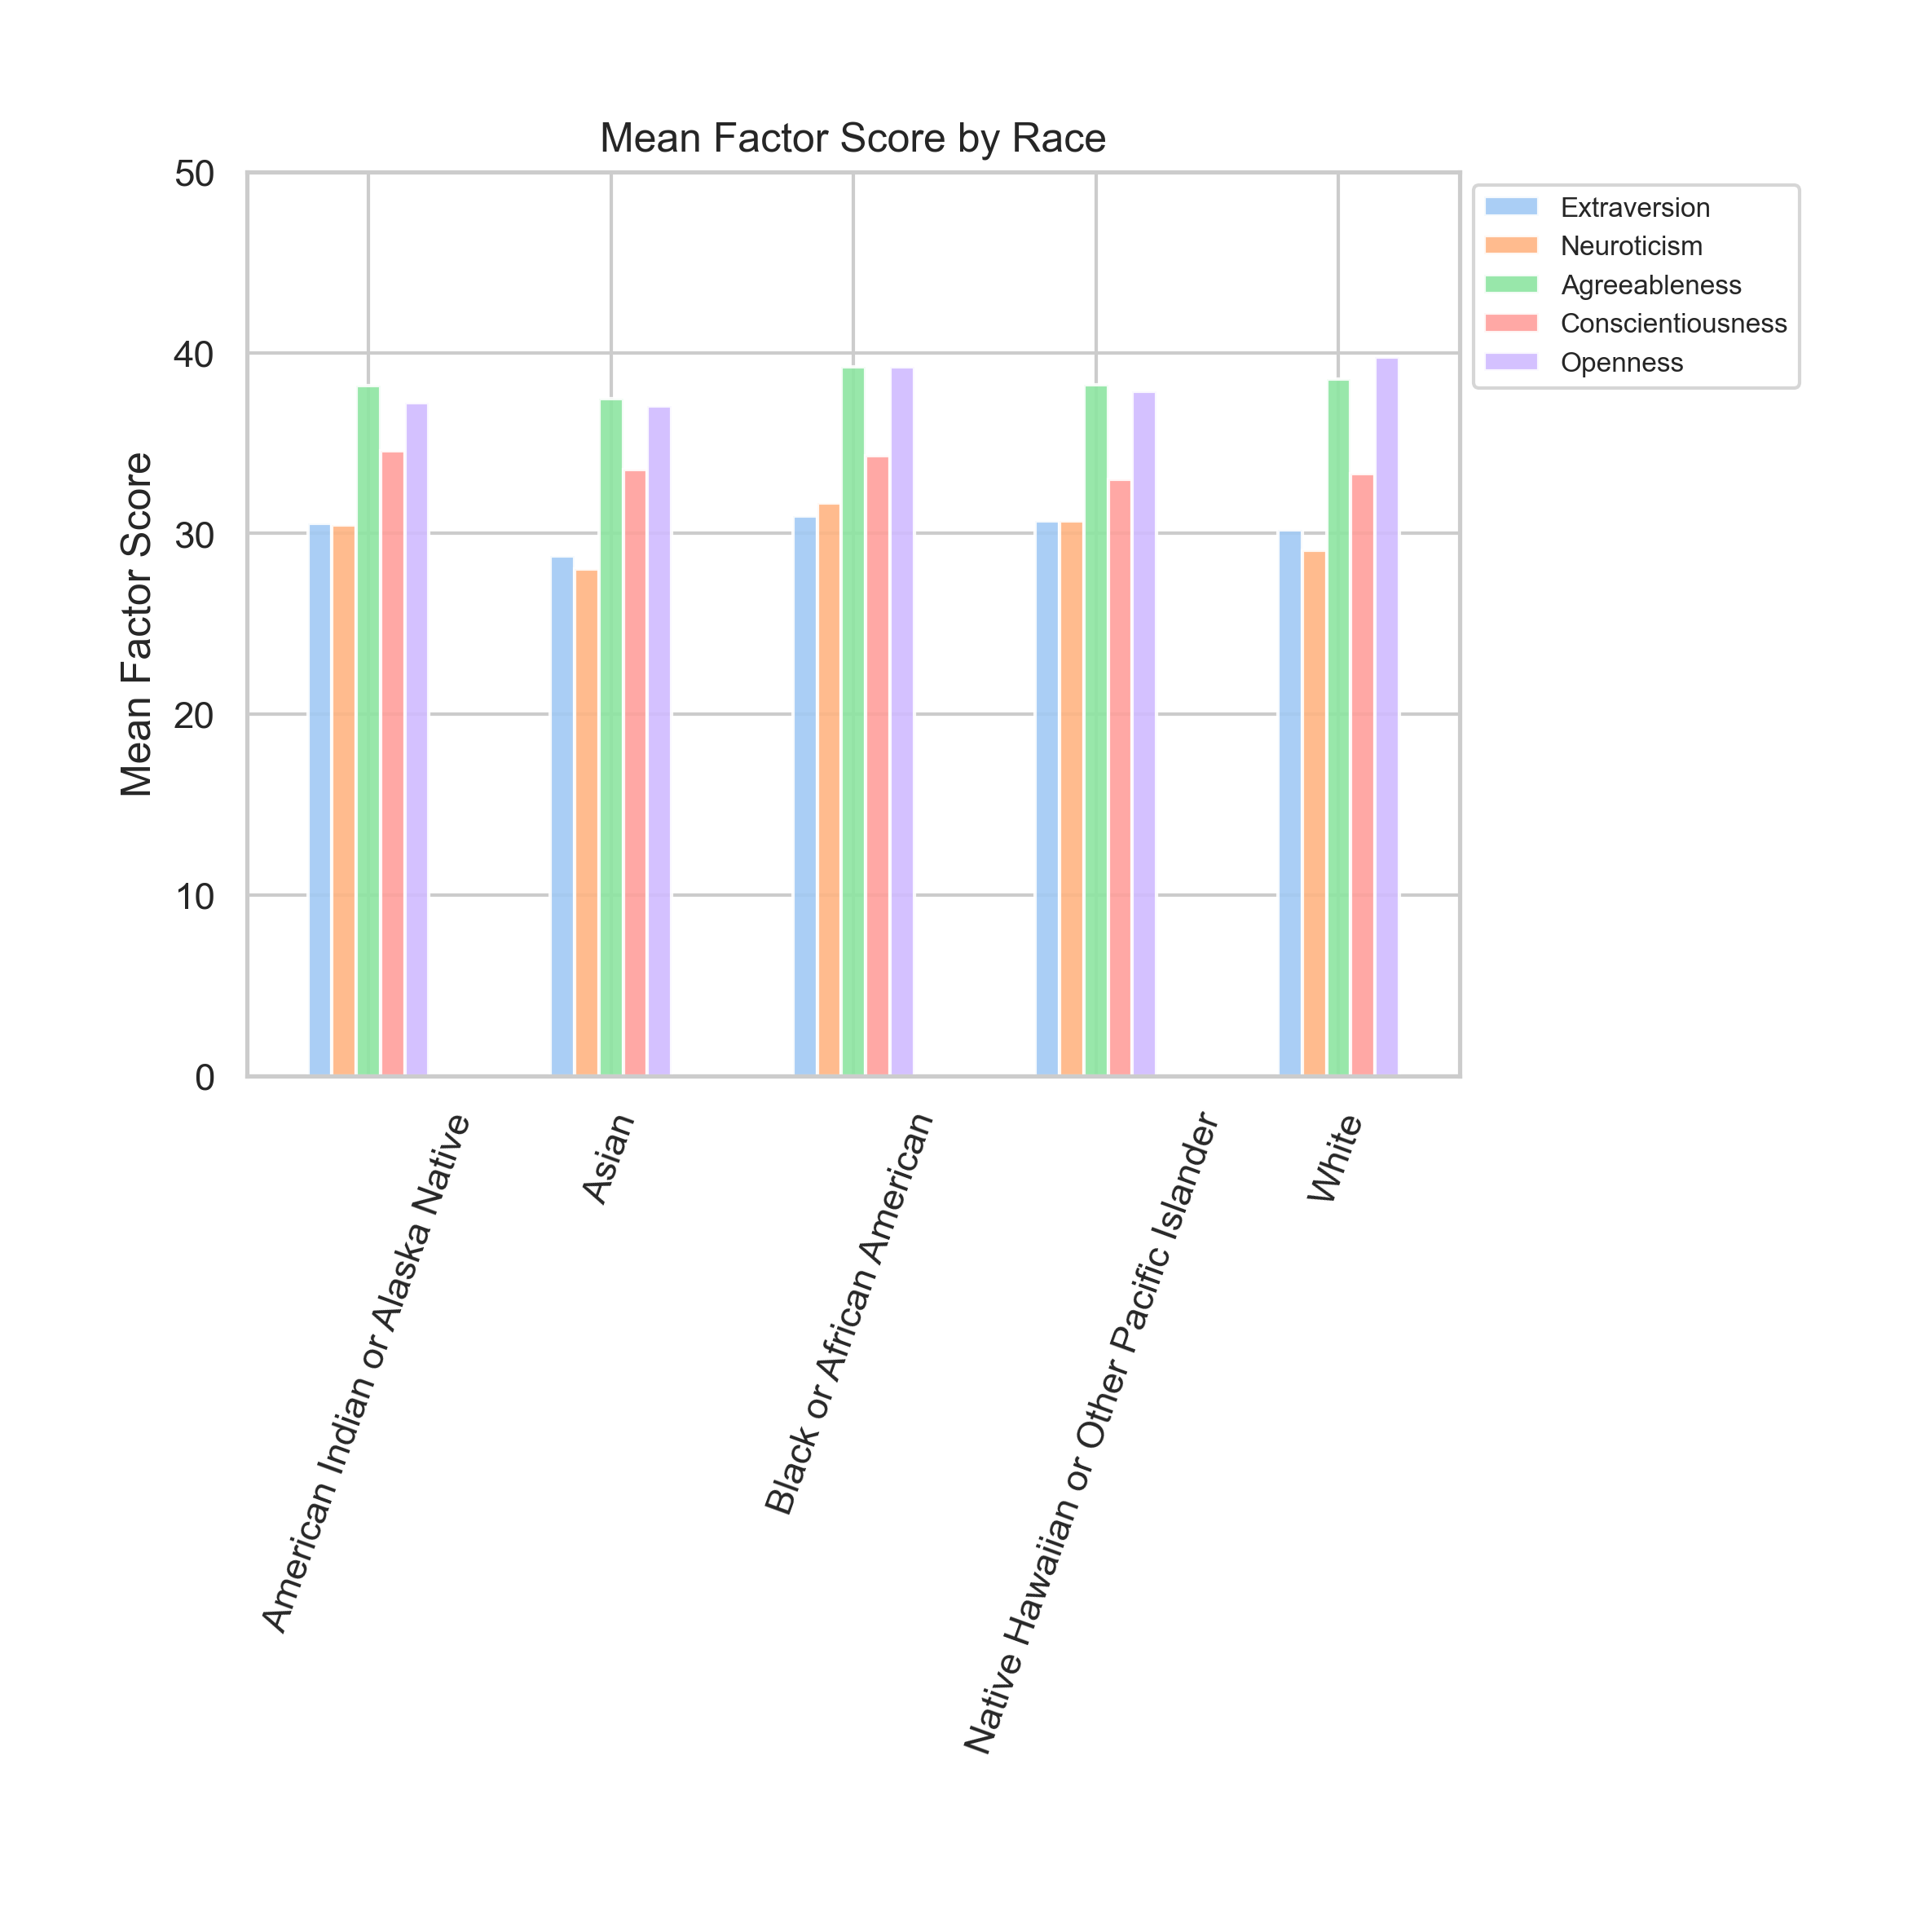 Mean Factor Score by Race
Mean Factor Score
50
40
30
20
10
0
Extraversion
Neuroticism
Agreeableness
Conscientiousness
Openness
American Indian or Alaska Native
Asian
Black or African American
Native Hawaiian or Other Pacific Islander
White